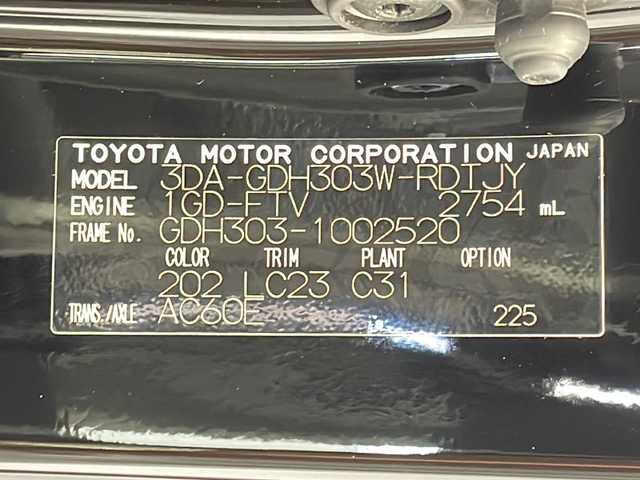 TOYOTA MOTOR CORPORATION JAPAN
MODEL 3DA-GDH303W-RDTJY
ENGINE 1GD-FTV 2754 mL
FRAME No. GDH303-1002520
COLOR TRIM PLANT OPTION
202 LC23 C31
TRANS./AXLE AC60E 225